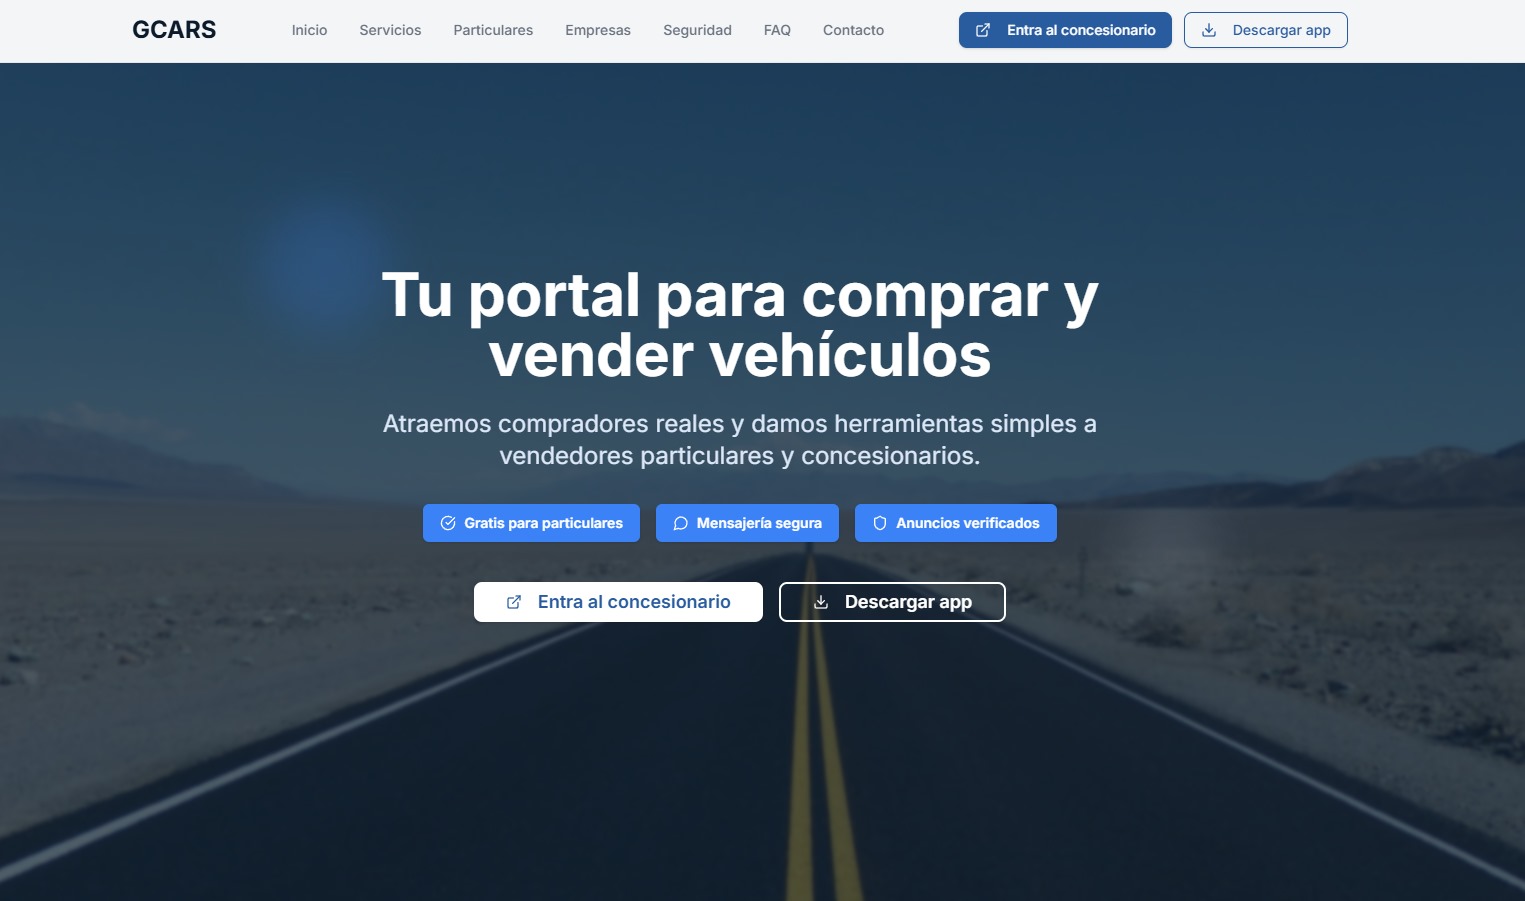 GCARS
Inicio
Servicios
Particulares
Empresas
Seguridad
FAQ
Contacto
Entra al concesionario
Descargar app
Tu portal para comprar y
vender vehículos
Atraemos compradores reales y damos herramientas simples a
vendedores particulares y concesionarios.
Gratis para particulares
Mensajería segura
Anuncios verificados
Entra al concesionario
Descargar app